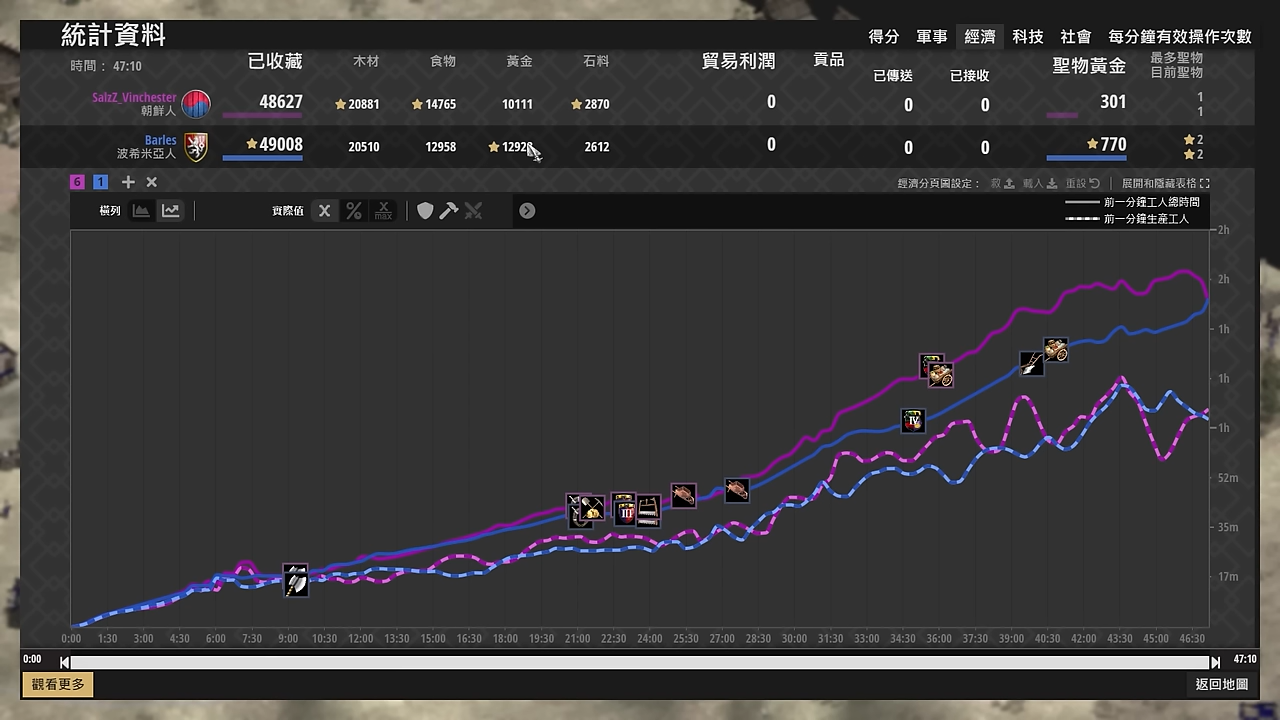 統計資料
得分 軍事 經濟 科技 社會 每分鐘有效操作次數
時間： 47:10
已收藏 木材 食物 黃金 石料 貿易利潤 貢品 已傳送 已接收 聖物黃金 最多聖物 目前聖物
SalzZ_Vinchester
朝鮮人
48627 20881 14765 10111 2870 0 0 0 301 1
1
Barles
波希米亞人
49008 20510 12958 2612 0 0 0 770 2
2
6 1
經濟分頁圖設定： 載入 重設 展開和隱藏表格
橫列 實際值 X % X max
前一分鐘工人總時間
前一分鐘生產工人
2h
2h
1h
1h
1h
52m
35m
17m
III
IV
0:00 1:30 3:00 4:30 6:00 7:30 9:00 10:30 12:00 13:30 15:00 16:30 18:00 19:30 21:00 22:30 24:00 25:30 27:00 28:30 30:00 31:30 33:00 34:30 36:00 37:30 39:00 40:30 42:00 43:30 45:00 46:30
0:00 47:10
觀看更多 返回地圖